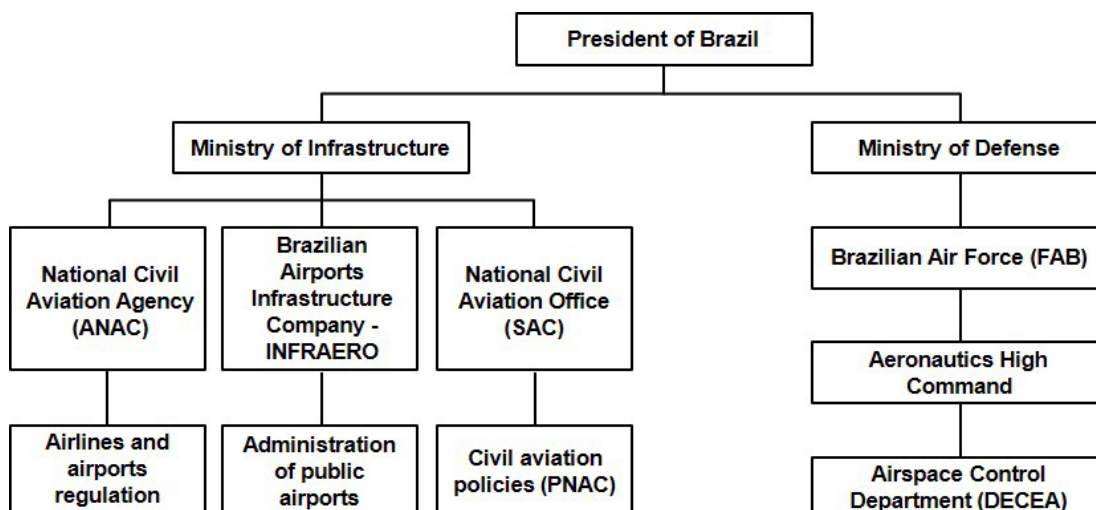 President of Brazil
Ministry of Infrastructure
Ministry of Defense
National Civil
Aviation Agency
(ANAC)
Brazilian
Airports
Infrastructure
Company -
INFRAERO
National Civil
Aviation Office
(SAC)
Brazilian Air Force (FAB)
Aeronautics High
Command
Airlines and
airports
regulation
Administration
of public
airports
Civil aviation
policies (PNAC)
Airspace Control
Department (DECEA)